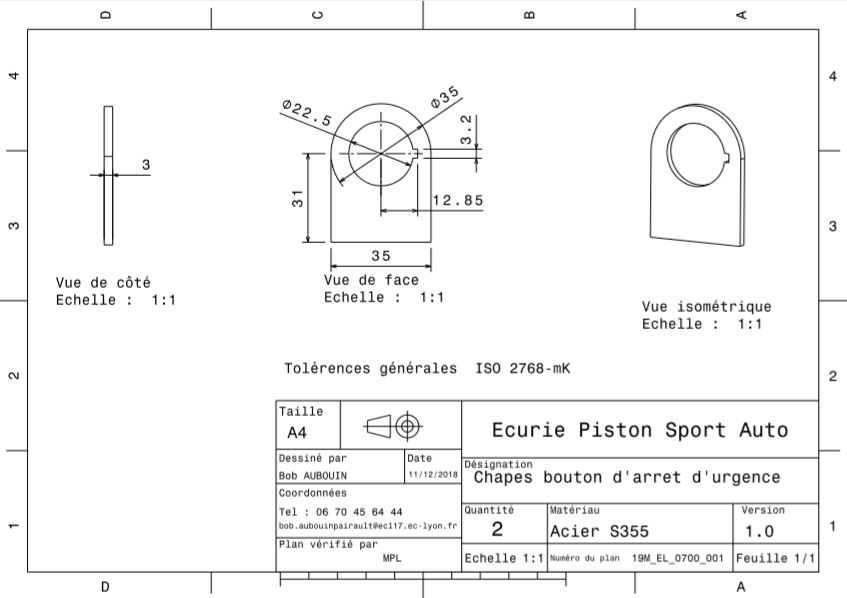 D C B A
4 4
Φ22.5
Φ35
3.2
3
31
12.85
35
3 3
Vue de côté
Echelle : 1:1
Vue de face
Echelle : 1:1
Vue isométrique
Echelle : 1:1
Tolérences générales ISO 2768-mK
2 2
Taille
A4
Ecurie Piston Sport Auto
Dessiné par
Bob AUBOUIN
Date
11/12/2018
Désignation
Chapes bouton d'arret d'urgence
Coordonnées
Tel : 06 70 45 64 44
bob.aubouinpairault@ecl17.ec-lyon.fr
Quantité
2
Matériau
Acier S355
Version
1.0
1 1
Plan vérifié par
MPL
Echelle 1:1
Numéro du plan 19M_EL_0700_001
Feuille 1/1
D A